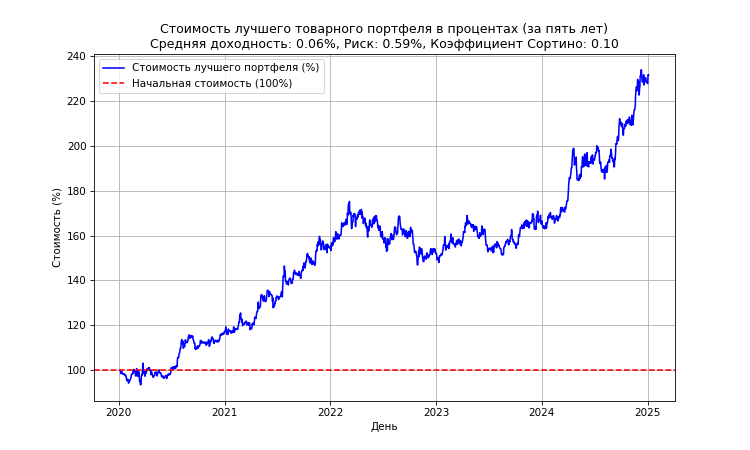 Стоимость лучшего товарного портфеля в процентах (за пять лет)
Средняя доходность: 0.06%, Риск: 0.59%, Коэффициент Сортино: 0.10
Стоимость лучшего портфеля (%)
Начальная стоимость (100%)
Стоимость (%)
240
220
200
180
160
140
120
100
2020
2021
2022
2023
2024
2025
День